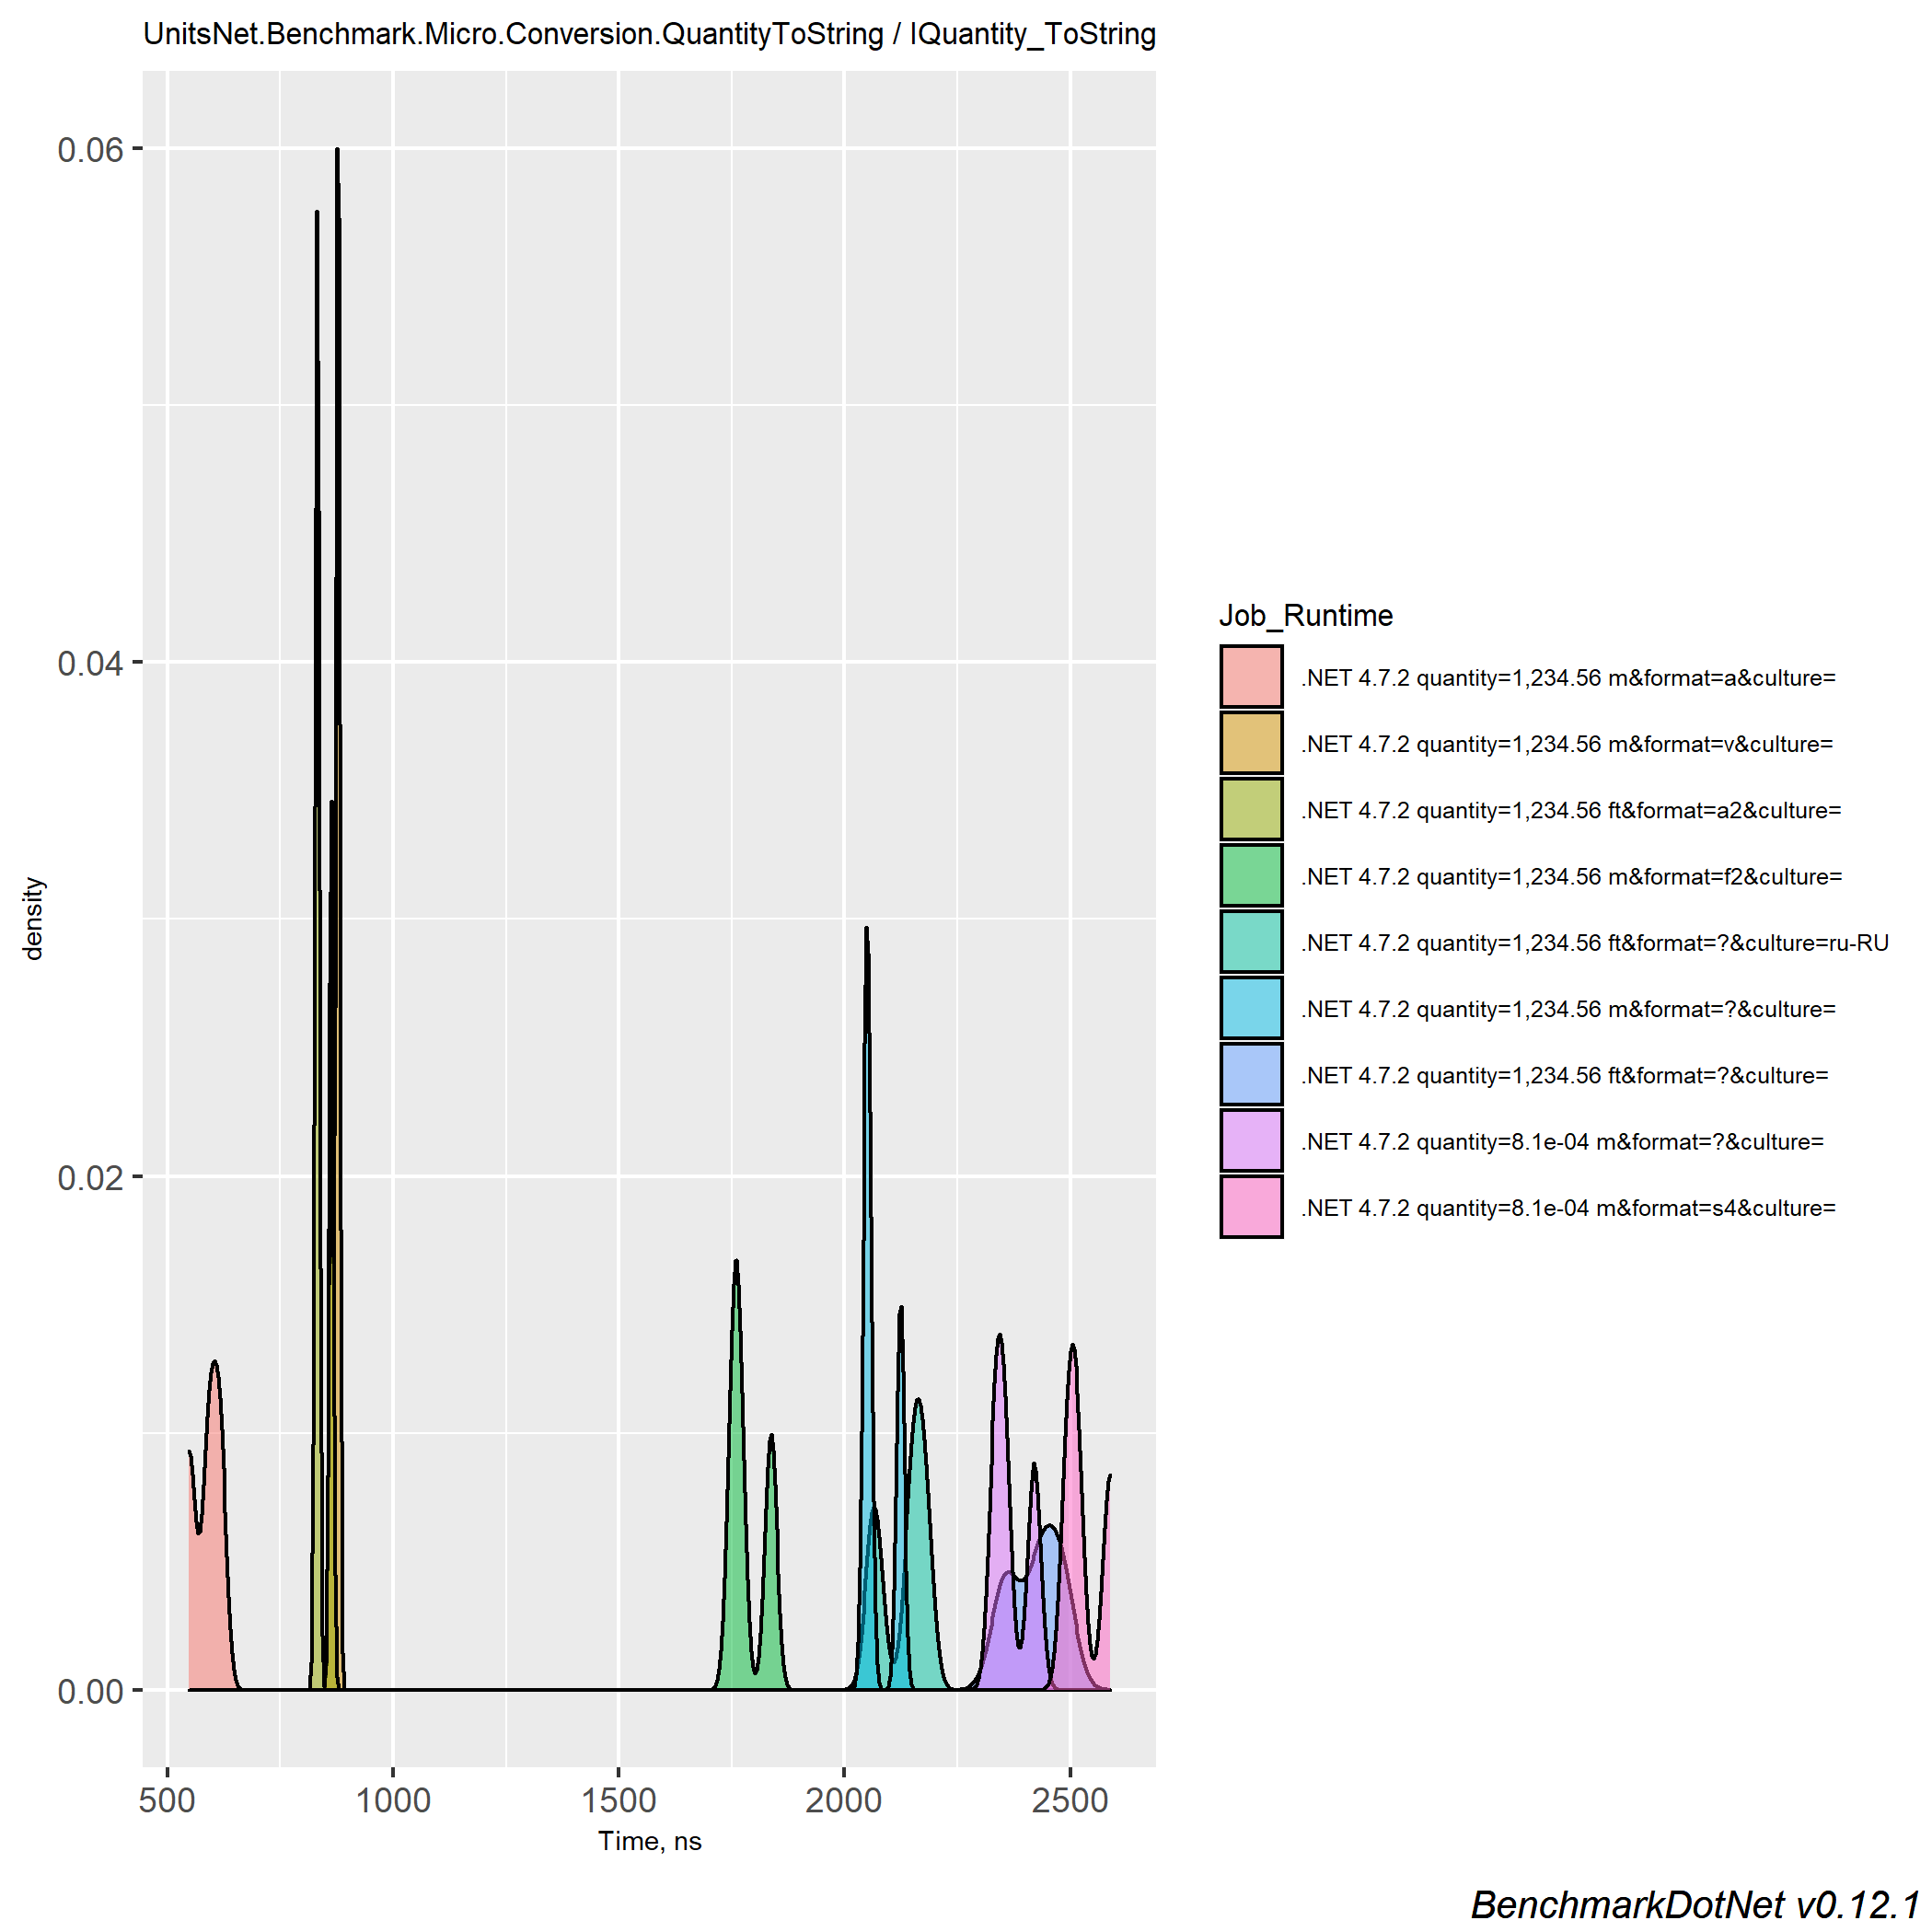 UnitsNet.Benchmark.Micro.Conversion.QuantityToString / IQuantity_ToString
0.06
0.04
0.02
0.00
density
500 1000 1500 2000 2500
Time, ns
Job_Runtime
.NET 4.7.2 quantity=1,234.56 m&format=a&culture=
.NET 4.7.2 quantity=1,234.56 m&format=v&culture=
.NET 4.7.2 quantity=1,234.56 ft&format=a2&culture=
.NET 4.7.2 quantity=1,234.56 m&format=f2&culture=
.NET 4.7.2 quantity=1,234.56 ft&format=?&culture=ru-RU
.NET 4.7.2 quantity=1,234.56 m&format=?&culture=
.NET 4.7.2 quantity=1,234.56 ft&format=?&culture=
.NET 4.7.2 quantity=8.1e-04 m&format=?&culture=
.NET 4.7.2 quantity=8.1e-04 m&format=s4&culture=
BenchmarkDotNet v0.12.1